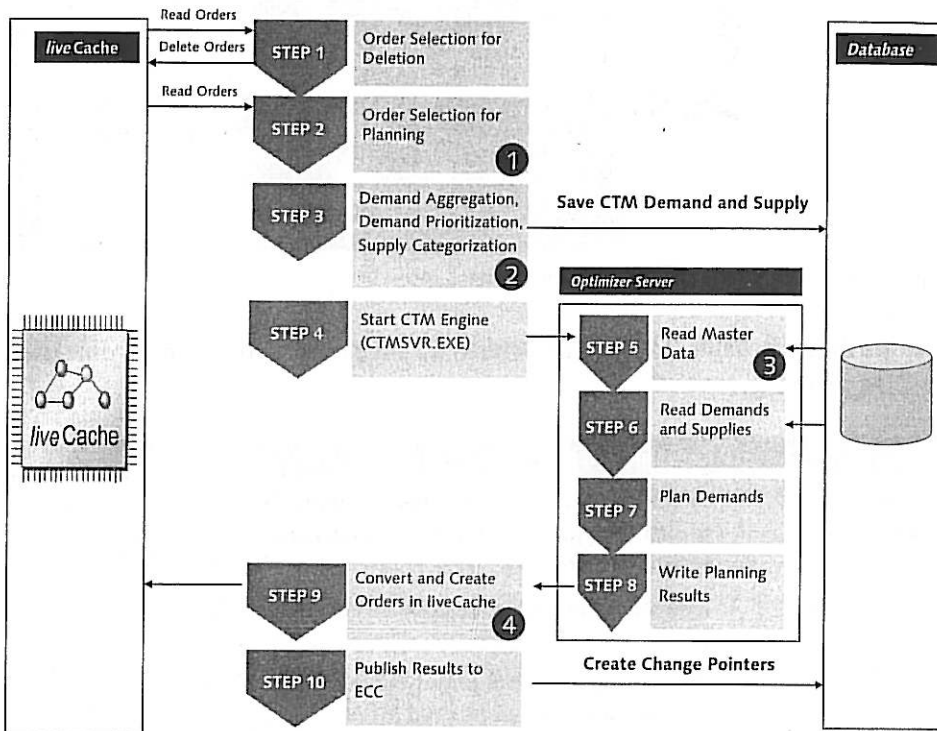 Read Orders
liveCache
Delete Orders
STEP 1
Order Selection for
Deletion
Database
Read Orders
STEP 2
Order Selection for
Planning
1
STEP 3
Demand Aggregation,
Demand Prioritization,
Supply Categorization
2
Save CTM Demand and Supply
Optimizer Server
STEP 4
Start CTM Engine
(CTMSVR.EXE)
STEP 5
Read Master
Data
3
liveCache
STEP 6
Read Demands
and Supplies
STEP 7
Plan Demands
STEP 8
Write Planning
Results
STEP 9
Convert and Create
Orders in liveCache
4
STEP 10
Publish Results to
ECC
Create Change Pointers